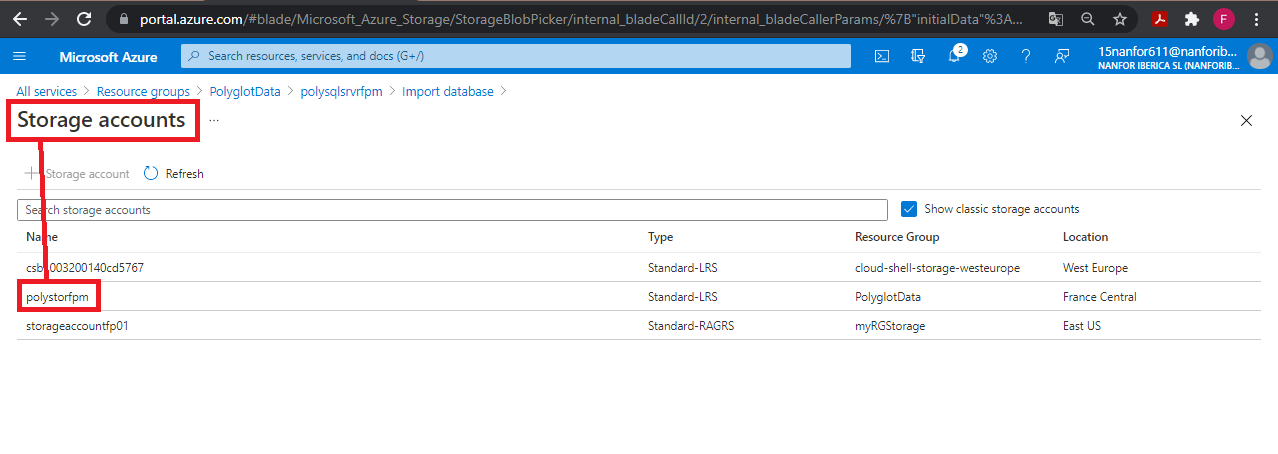 portal.azure.com/#blade/Microsoft_Azure_Storage/StorageBlobPicker/internal_bladeCallId/2/internal_bladeCallerParams/%7B"initialData"%3A...
F
Microsoft Azure
Search resources, services, and docs (G+/)
2
15nanfor611@nanforib...
NANFOR IBERICA SL (NANFORIB...
All services > Resource groups > PolyglotData > polysqlsrvrfpm > Import database >
Storage accounts ...
+ Storage account Refresh
Search storage accounts
Show classic storage accounts
Name Type Resource Group Location
003200140cd5767 Standard-LRS cloud-shell-storage-westeurope West Europe
polystorfpm Standard-LRS PolyglotData France Central
storageaccountfp01 Standard-RAGRS myRGStorage East US